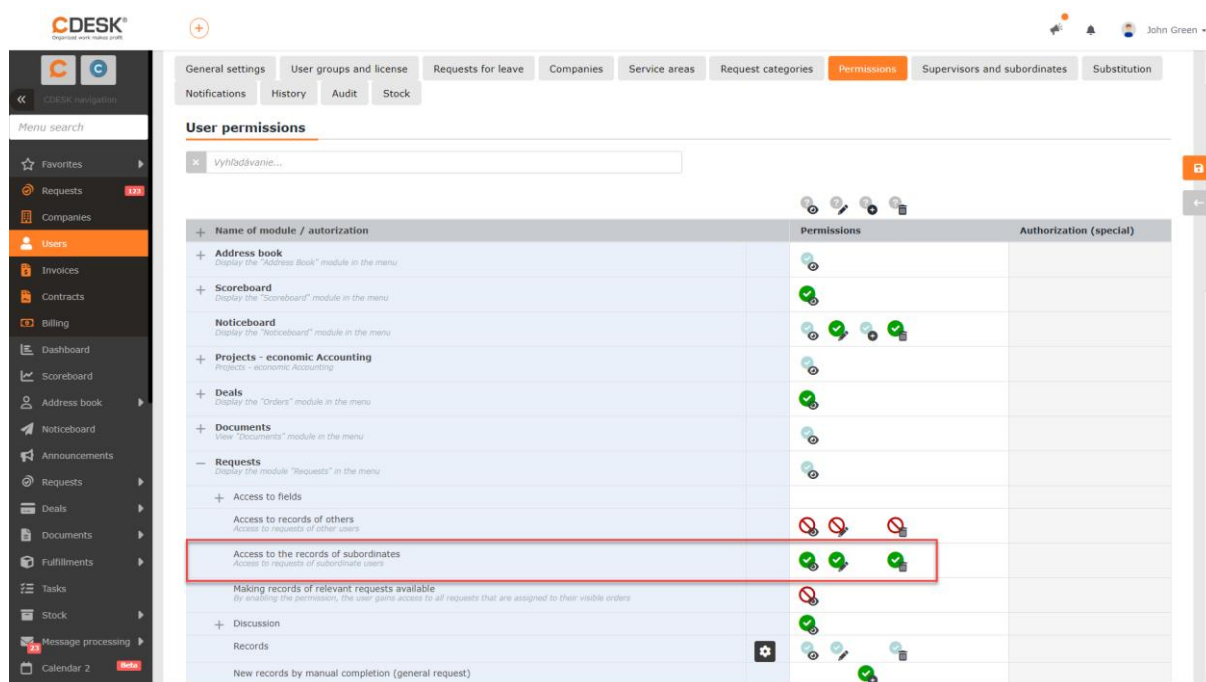 CDESK®
Organized work makes profit
John Green
CDESK navigation
Menu search
Favorites
Requests 123
Companies
Users
Invoices
Contracts
Billing
Dashboard
Scoreboard
Address book
Noticeboard
Announcements
Requests
Deals
Documents
Fulfillments
Tasks
Stock
Message processing
23
Calendar 2 Beta
General settings User groups and license Requests for leave Companies Service areas Request categories Permissions Supervisors and subordinates Substitution
Notifications History Audit Stock
User permissions
Vyhľadávanie...
Name of module / autorization Permissions Authorization (special)
Address book
Display the "Address Book" module in the menu
Scoreboard
Display the "Scoreboard" module in the menu
Noticeboard
Display the "Noticeboard" module in the menu
Projects - economic Accounting
Projects - economic Accounting
Deals
Display the "Orders" module in the menu
Documents
View "Documents" module in the menu
Requests
Display the module "Requests" in the menu
Access to fields
Access to records of others
Access to requests of other users
Access to the records of subordinates
Access to requests of subordinate users
Making records of relevant requests available
By enabling the permission, the user gains access to all requests that are assigned to their visible orders
Discussion
Records
New records by manual completion (general request)